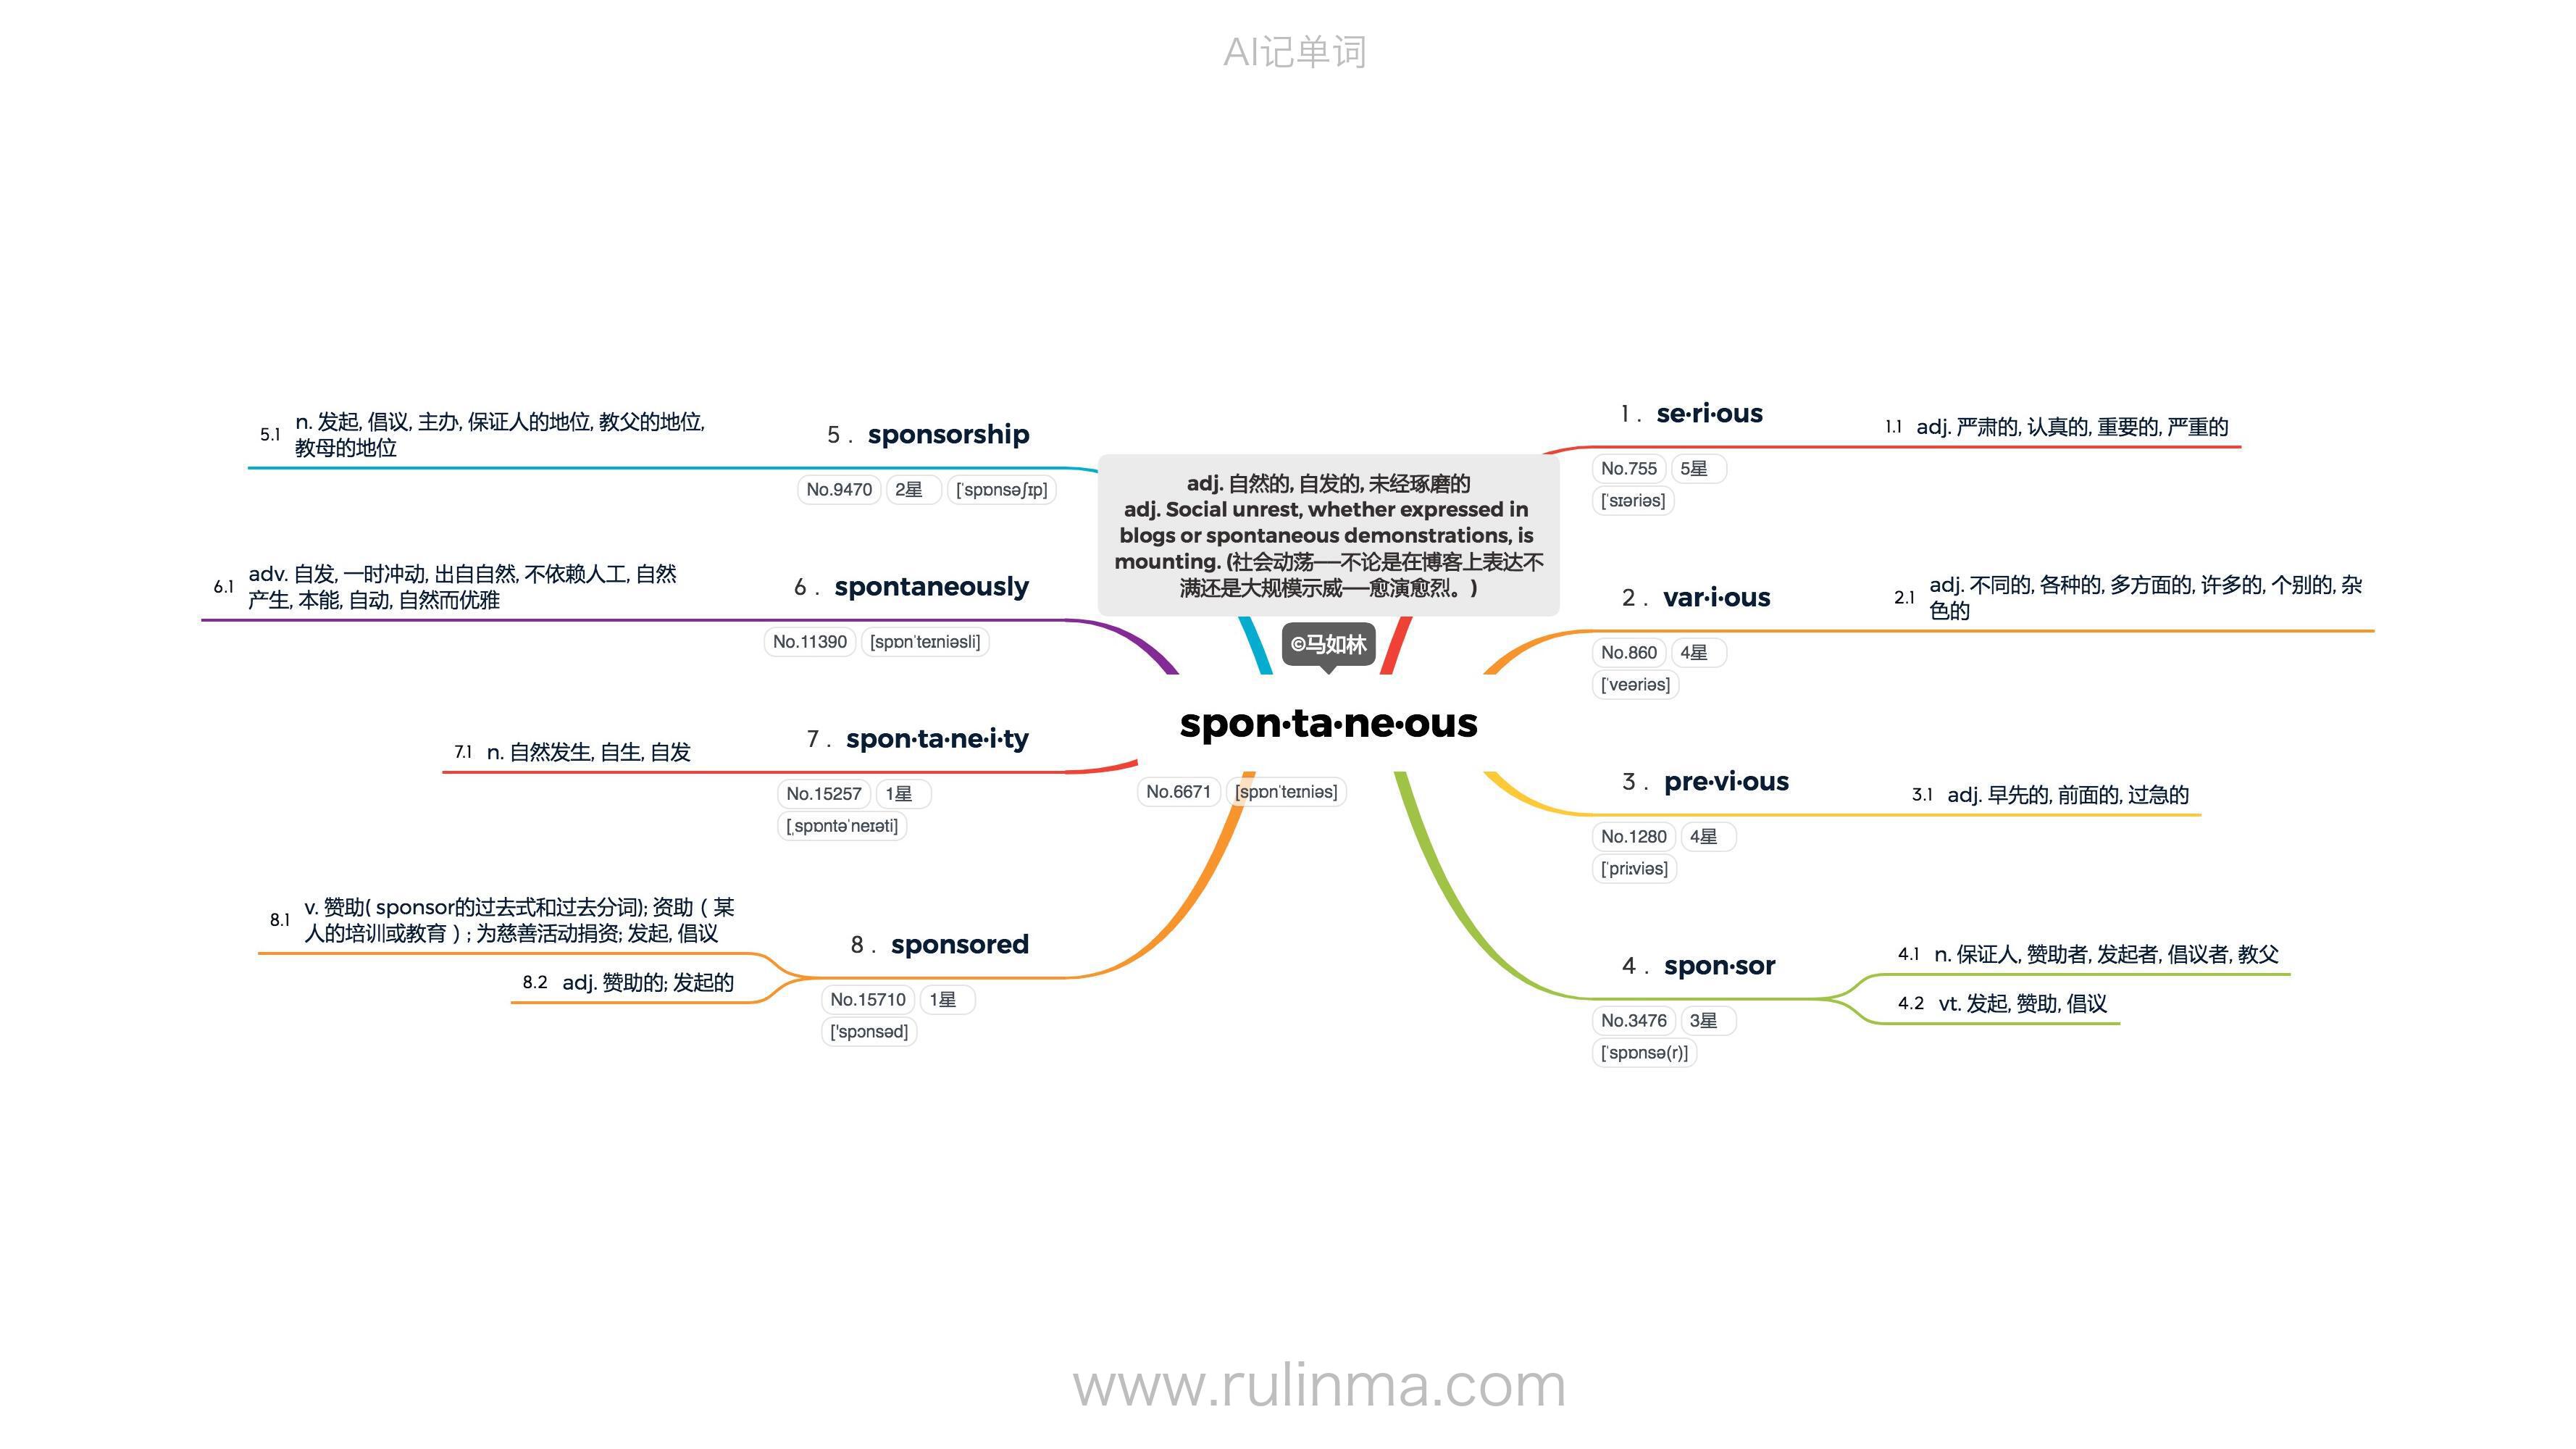 AI记单词
adj. 自然的, 自发的, 未经琢磨的
adj. Social unrest, whether expressed in
blogs or spontaneous demonstrations, is
mounting. (社会动荡──不论是在博客上表达不
满还是大规模示威──愈演愈烈。)
©马如林
spon·ta·ne·ous
No.6671 [spɒnˈteɪniəs]
1. se·ri·ous
No.755 5星
[ˈsɪəriəs]
1.1 adj. 严肃的, 认真的, 重要的, 严重的
2. var·i·ous
No.860 4星
[ˈveəriəs]
2.1 adj. 不同的, 各种的, 多方面的, 许多的, 个别的, 杂
色的
3. pre·vi·ous
No.1280 4星
[ˈpriːviəs]
3.1 adj. 早先的, 前面的, 过急的
4. spon·sor
No.3476 3星
[ˈspɒnsə(r)]
4.1 n. 保证人, 赞助者, 发起者, 倡议者, 教父
4.2 vt. 发起, 赞助, 倡议
5. sponsorship
No.9470 2星 [ˈspɒnsəʃɪp]
5.1 n. 发起, 倡议, 主办, 保证人的地位, 教父的地位,
教母的地位
6. spontaneously
No.11390 [spɒnˈteɪniəsli]
6.1 adv. 自发, 一时冲动, 出自自然, 不依赖人工, 自然
产生, 本能, 自动, 自然而优雅
7. spon·ta·ne·i·ty
No.15257 1星
[ˌspɒntəˈneɪəti]
7.1 n. 自然发生, 自生, 自发
8. sponsored
No.15710 1星
['spɔnsəd]
8.1 v. 赞助( sponsor的过去式和过去分词); 资助（某
人的培训或教育）; 为慈善活动捐资; 发起, 倡议
8.2 adj. 赞助的; 发起的
www.rulinma.com